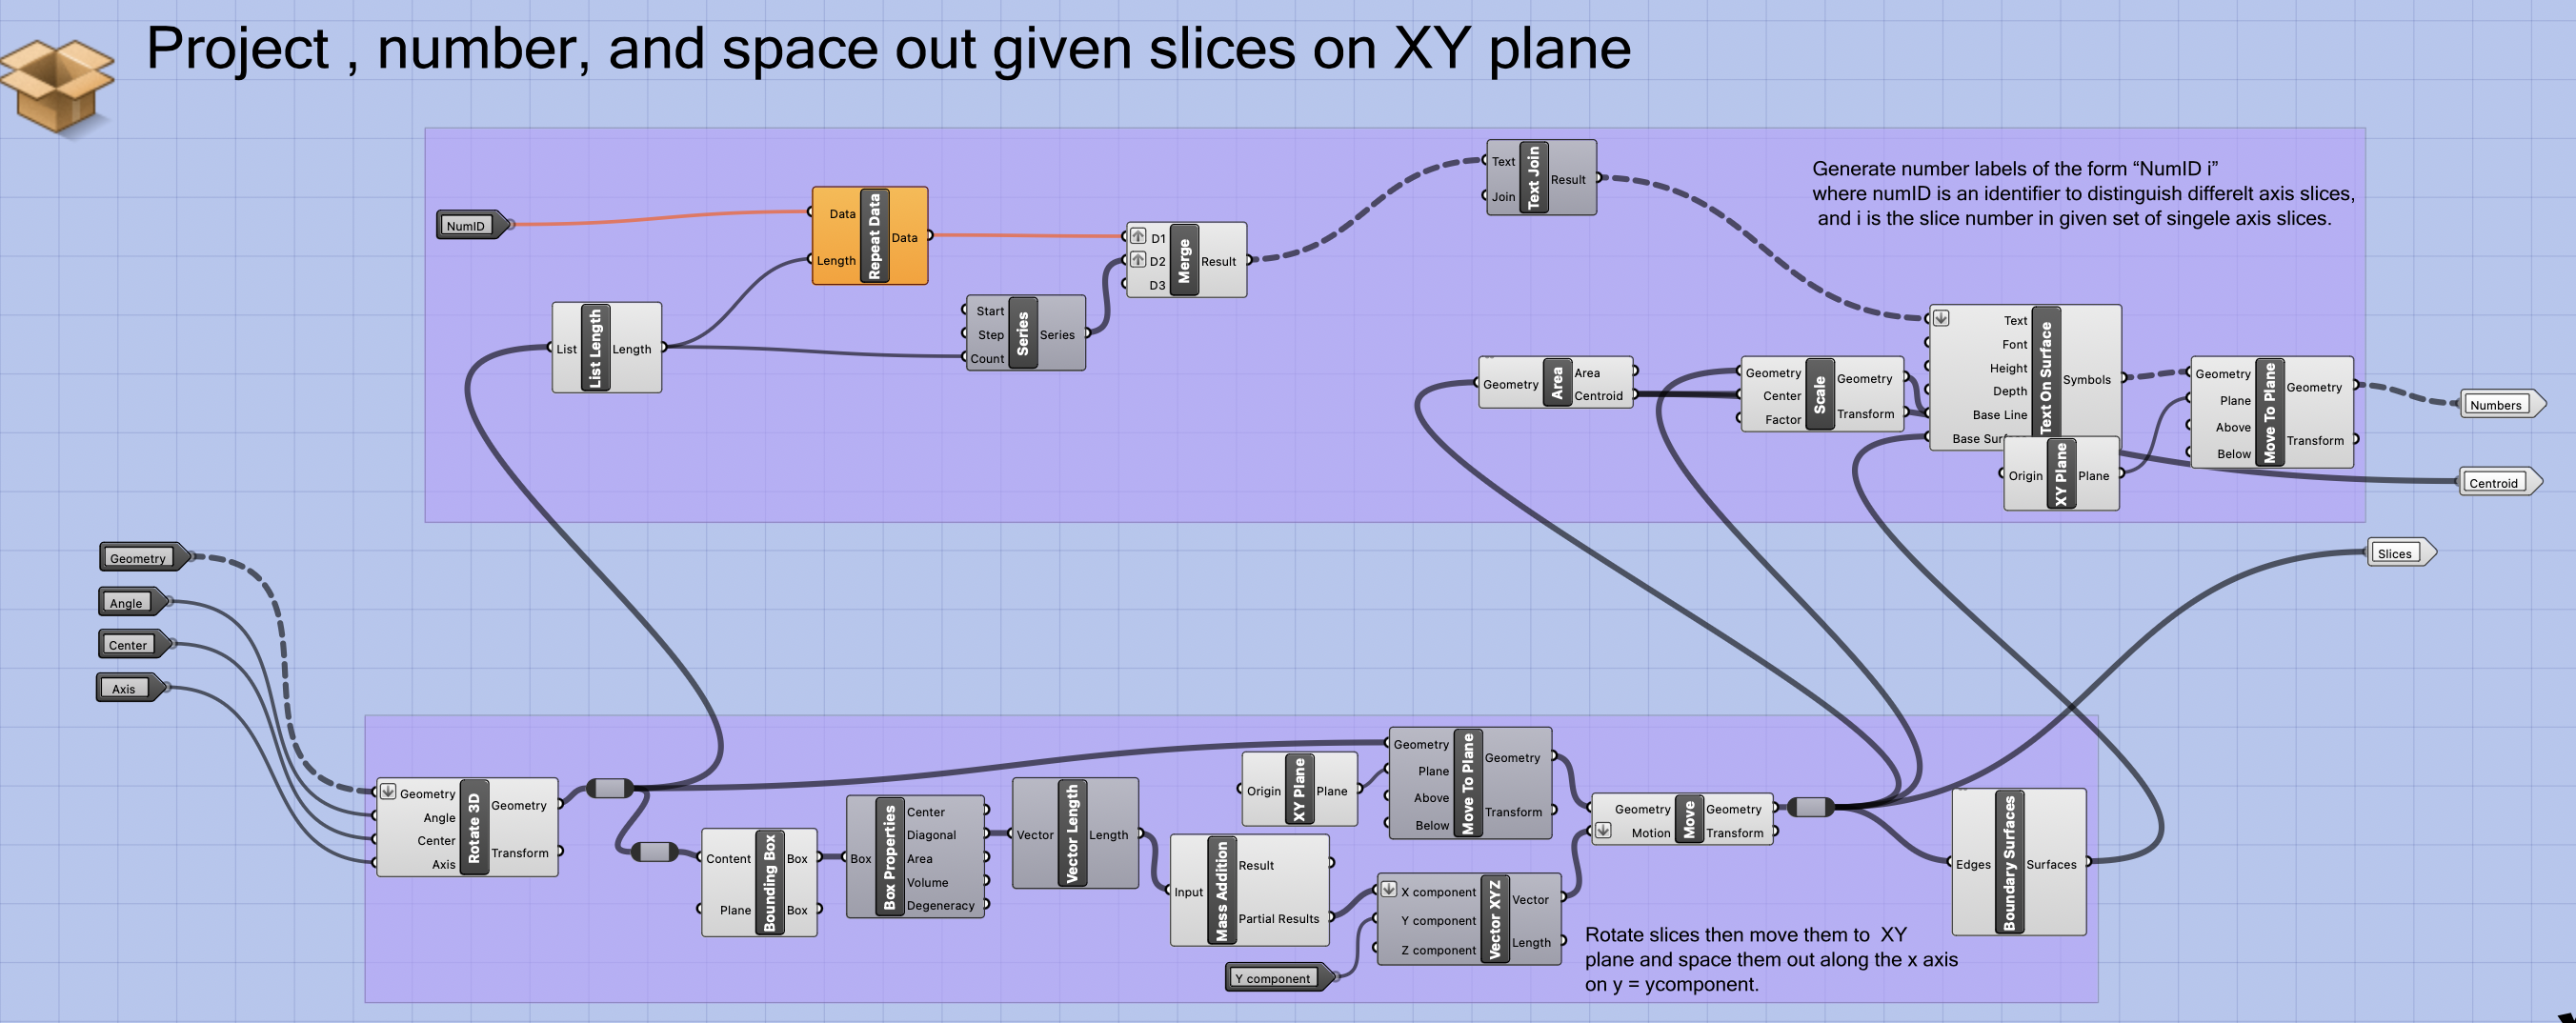 Project , number, and space out given slices on XY plane
Generate number labels of the form “NumID i”
where numID is an identifier to distinguish differelt axis slices,
and i is the slice number in given set of singele axis slices.
NumID
Data
Length
Repeat Data
Data
List
List Length
Length
Start
Step
Count
Series
Series
D1
D2
D3
Merge
Result
Text
Join
Text Join
Result
Geometry
Area
Area
Centroid
Geometry
Center
Factor
Scale
Geometry
Transform
Text
Font
Height
Depth
Base Line
Base Surf
Text On Surface
Symbols
Origin
XY Plane
Plane
Geometry
Plane
Above
Below
Move To Plane
Geometry
Transform
Numbers
Centroid
Slices
Geometry
Angle
Center
Axis
Geometry
Angle
Center
Axis
Rotate 3D
Geometry
Transform
Content
Plane
Bounding Box
Box
Box
Box
Box Properties
Center
Diagonal
Area
Volume
Degeneracy
Vector
Vector Length
Length
Input
Mass Addition
Result
Partial Results
Origin
XY Plane
Plane
Y component
Geometry
Plane
Above
Below
Move To Plane
Geometry
Transform
X component
Y component
Z component
Vector XYZ
Vector
Length
Geometry
Motion
Move
Geometry
Transform
Edges
Boundary Surfaces
Surfaces
Rotate slices then move them to XY
plane and space them out along the x axis
on y = ycomponent.